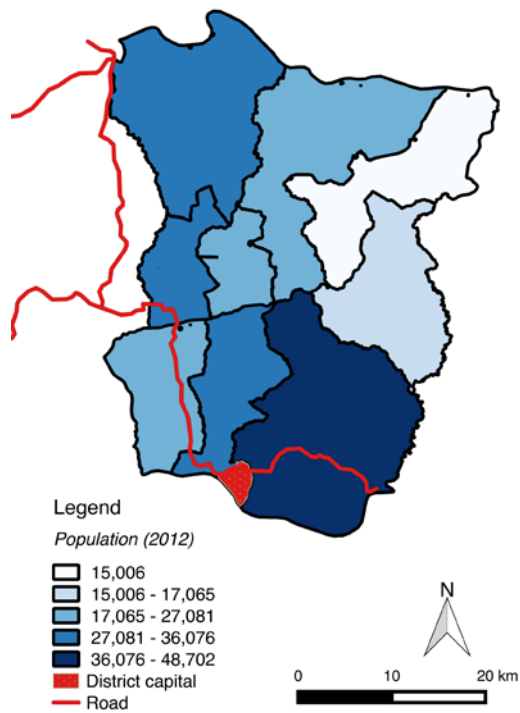 Legend
Population (2012)
15,006
15,006 - 17,065
17,065 - 27,081
27,081 - 36,076
36,076 - 48,702
District capital
Road
N
0 10 20 km